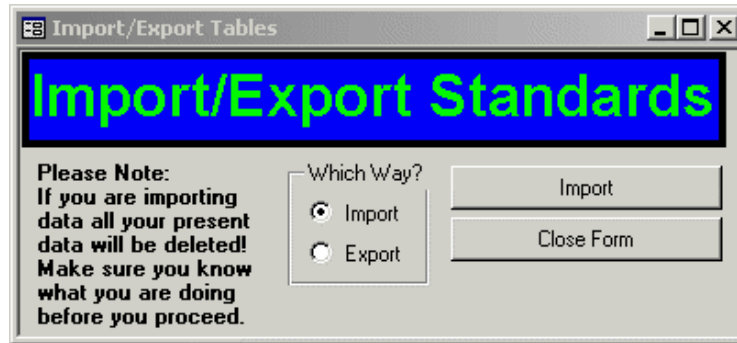 Import/Export Tables
Import/Export Standards
Please Note:
If you are importing
data all your present
data will be deleted!
Make sure you know
what you are doing
before you proceed.
Which Way?
Import
Export
Import
Close Form